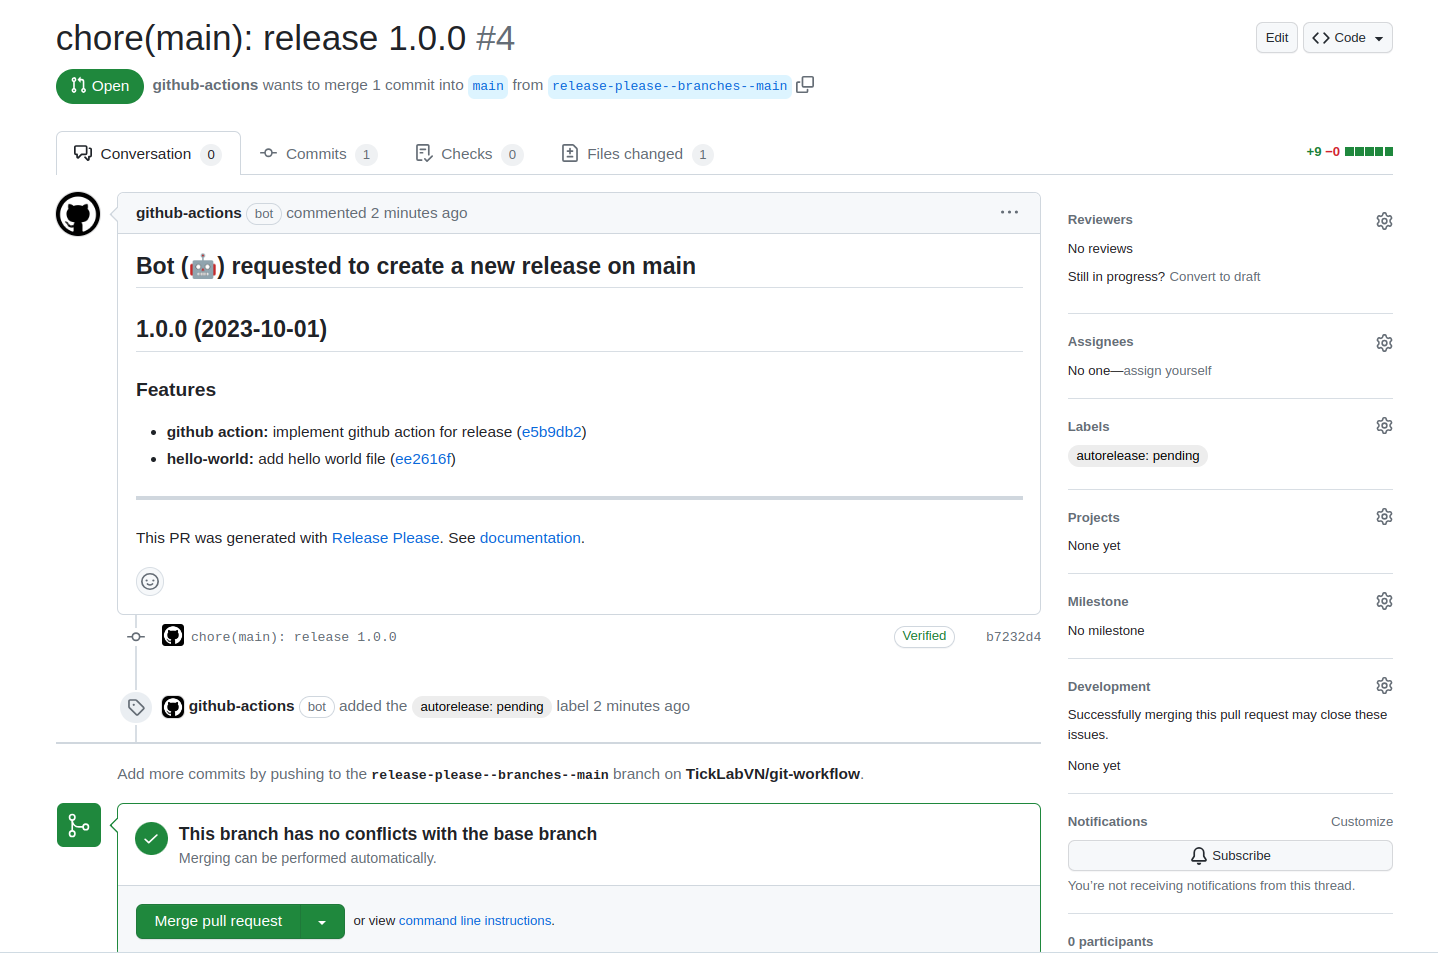 chore(main): release 1.0.0 #4
Edit
Code
Open
github-actions wants to merge 1 commit into main from release-please--branches--main
Conversation 0
Commits 1
Checks 0
Files changed 1
+9 −0
github-actions bot commented 2 minutes ago
Bot (🤖) requested to create a new release on main
1.0.0 (2023-10-01)
Features
• github action: implement github action for release (e5b9db2)
• hello-world: add hello world file (ee2616f)
This PR was generated with Release Please. See documentation.
chore(main): release 1.0.0
Verified
b7232d4
github-actions bot added the autorelease: pending label 2 minutes ago
Add more commits by pushing to the release-please--branches--main branch on TickLabVN/git-workflow.
This branch has no conflicts with the base branch
Merging can be performed automatically.
Merge pull request
or view command line instructions.
Reviewers
No reviews
Still in progress? Convert to draft
Assignees
No one—assign yourself
Labels
autorelease: pending
Projects
None yet
Milestone
No milestone
Development
Successfully merging this pull request may close these
issues.
None yet
Notifications
Customize
Subscribe
You're not receiving notifications from this thread.
0 participants